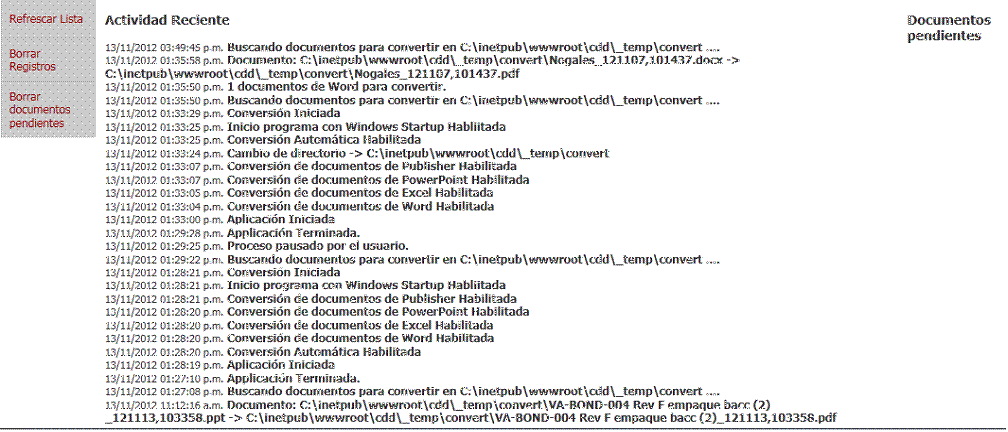 Refrescar Lista
Borrar
Registros
Borrar
documentos
pendientes
Actividad Reciente
13/11/2012 03:49:45 p.m. Buscando documentos para convertir en C:\inetpub\wwwroot\cdd\_temp\convert ....
13/11/2012 01:35:58 p.m. Documento: C:\inetpub\wwwroot\cdd\_temp\convert\Nogales_121107,101437.docx ->
C:\inetpub\wwwroot\cdd\_temp\convert\Nogales_121107,101437.pdf
13/11/2012 01:35:50 p.m. 1 documentos de Word para convertir.
13/11/2012 01:35:50 p.m. Buscando documentos para convertir en C:\inetpub\wwwroot\cdd\_temp\convert ....
13/11/2012 01:33:29 p.m. Conversión Iniciada
13/11/2012 01:33:25 p.m. Inicio programa con Windows Startup Habliitada
13/11/2012 01:33:25 p.m. Conversión Automática Habilitada
13/11/2012 01:33:24 p.m. Cambio de directorio -> C:\inetpub\wwwroot\cdd\_temp\convert
13/11/2012 01:33:07 p.m. Conversión de documentos de Publisher Habilitada
13/11/2012 01:33:07 p.m. Conversión de documentos de PowerPoint Habilitada
13/11/2012 01:33:05 p.m. Conversión de documentos de Excel Habilitada
13/11/2012 01:33:04 p.m. Conversión de documentos de Word Habilitada
13/11/2012 01:33:00 p.m. Aplicación Iniciada
13/11/2012 01:29:28 p.m. Appplicación Terminada.
13/11/2012 01:29:25 p.m. Proceso pausado por el usuario.
13/11/2012 01:29:22 p.m. Buscando documentos para convertir en C:\inetpub\wwwroot\cdd\_temp\convert ....
13/11/2012 01:28:21 p.m. Conversión Iniciada
13/11/2012 01:28:21 p.m. Inicio programa con Windows Startup Habliitada
13/11/2012 01:28:21 p.m. Conversión de documentos de Publisher Habilitada
13/11/2012 01:28:20 p.m. Conversión de documentos de PowerPoint Habilitada
13/11/2012 01:28:20 p.m. Conversión de documentos de Excel Habilitada
13/11/2012 01:28:20 p.m. Conversión de documentos de Word Habilitada
13/11/2012 01:28:20 p.m. Conversión Automática Habilitada
13/11/2012 01:28:19 p.m. Aplicación Iniciada
13/11/2012 01:27:10 p.m. Appplicación Terminada.
13/11/2012 01:27:08 p.m. Buscando documentos para convertir en C:\inetpub\wwwroot\cdd\_temp\convert ....
13/11/2012 11:12:16 a.m. Documento: C:\inetpub\wwwroot\cdd\_temp\convert\VA-BOND-004 Rev F empaque bacc (2)
_121113,103358.ppt -> C:\inetpub\wwwroot\cdd\_temp\convert\VA-BOND-004 Rev F empaque bacc (2)_121113,103358.pdf
Documentos
pendientes